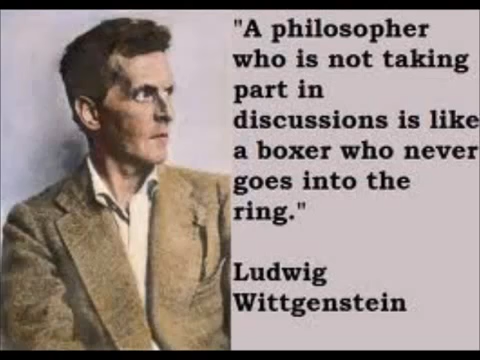 "A philosopher
who is not taking
part in
discussions is like
a boxer who never
goes into the
ring."
Ludwig
Wittgenstein